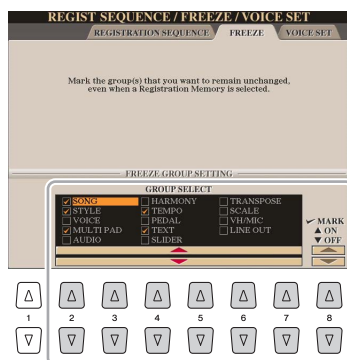 REGIST SEQUENCE / FREEZE / VOICE SET
REGISTRATION SEQUENCE FREEZE VOICE SET
Mark the group(s) that you want to remain unchanged,
even when a Registration Memory is selected.
FREEZE GROUP SETTING
GROUP SELECT
SONG HARMONY TRANSPOSE
STYLE TEMPO SCALE
VOICE PEDAL VH/MIC
MULTI PAD TEXT LINE OUT
AUDIO SLIDER
MARK
▲ ON
▼ OFF
1 2 3 4 5 6 7 8